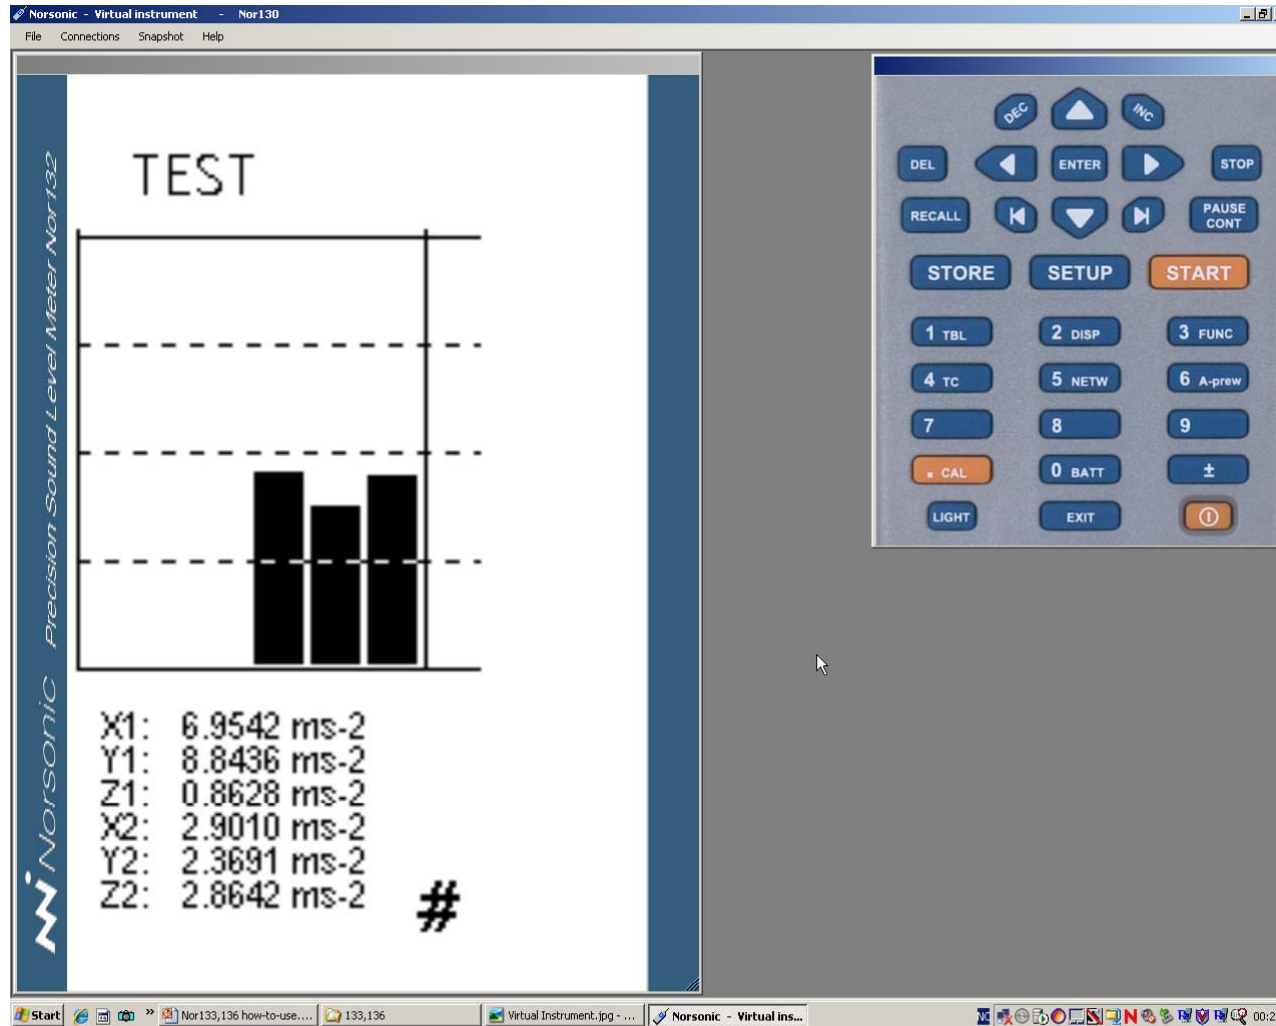 Norsonic - Virtual instrument - Nor130
File Connections Snapshot Help
Norsonic Precision Sound Level Meter Nor132
TEST
X1: 6.9542 ms-2
Y1: 8.8436 ms-2
Z1: 0.8628 ms-2
X2: 2.9010 ms-2
Y2: 2.3691 ms-2
Z2: 2.8642 ms-2
#
DEC INC
DEL ENTER STOP
RECALL PAUSE CONT
STORE SETUP START
1 TBL 2 DISP 3 FUNC
4 TC 5 NETW 6 A-prew
7 8 9
. CAL 0 BATT ±
LIGHT EXIT
Start » Nor133,136 how-to-use.... 133,136 Virtual Instrument.jpg - ... Norsonic - Virtual ins... NO 00:2